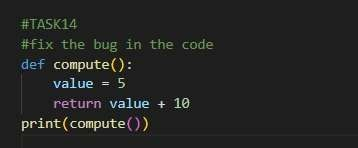 #TASK14
#fix the bug in the code
def compute():
    value = 5
    return value + 10
print(compute())